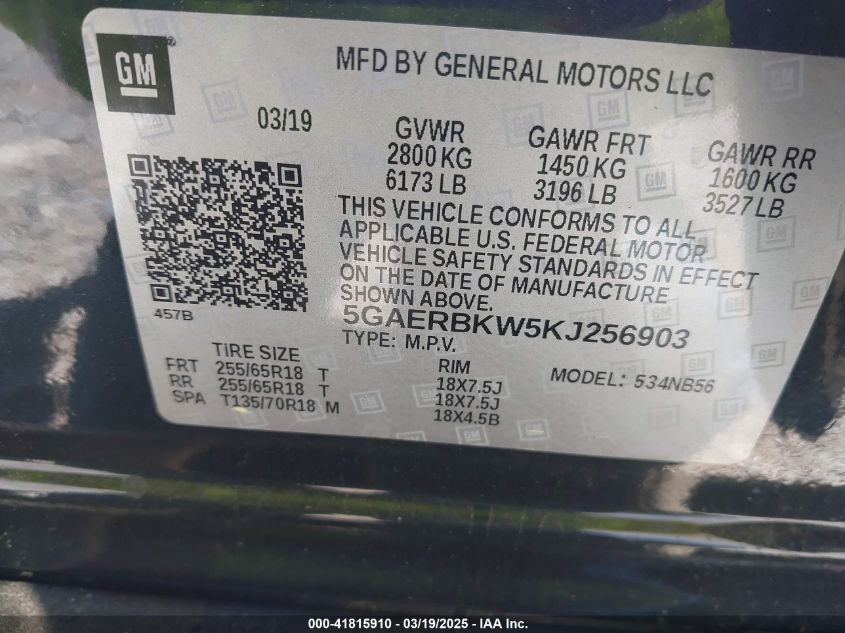 GM®
MFD BY GENERAL MOTORS LLC
03/19
GVWR
2800 KG
6173 LB
GAWR FRT
1450 KG
3196 LB
GAWR RR
1600 KG
3527 LB
THIS VEHICLE CONFORMS TO ALL
APPLICABLE U.S. FEDERAL MOTOR
VEHICLE SAFETY STANDARDS IN EFFECT
ON THE DATE OF MANUFACTURE
SHOWN ABOVE.
457B
5GAERBKW5KJ256903
TYPE: M.P.V.
MODEL: 534NB56
TIRE SIZE
FRT 255/65R18 T
RR 255/65R18 T
SPA T135/70R18 M
RIM
18X7.5J
18X7.5J
18X4.5B
000-41815910 - 03/19/2025 - IAA Inc.